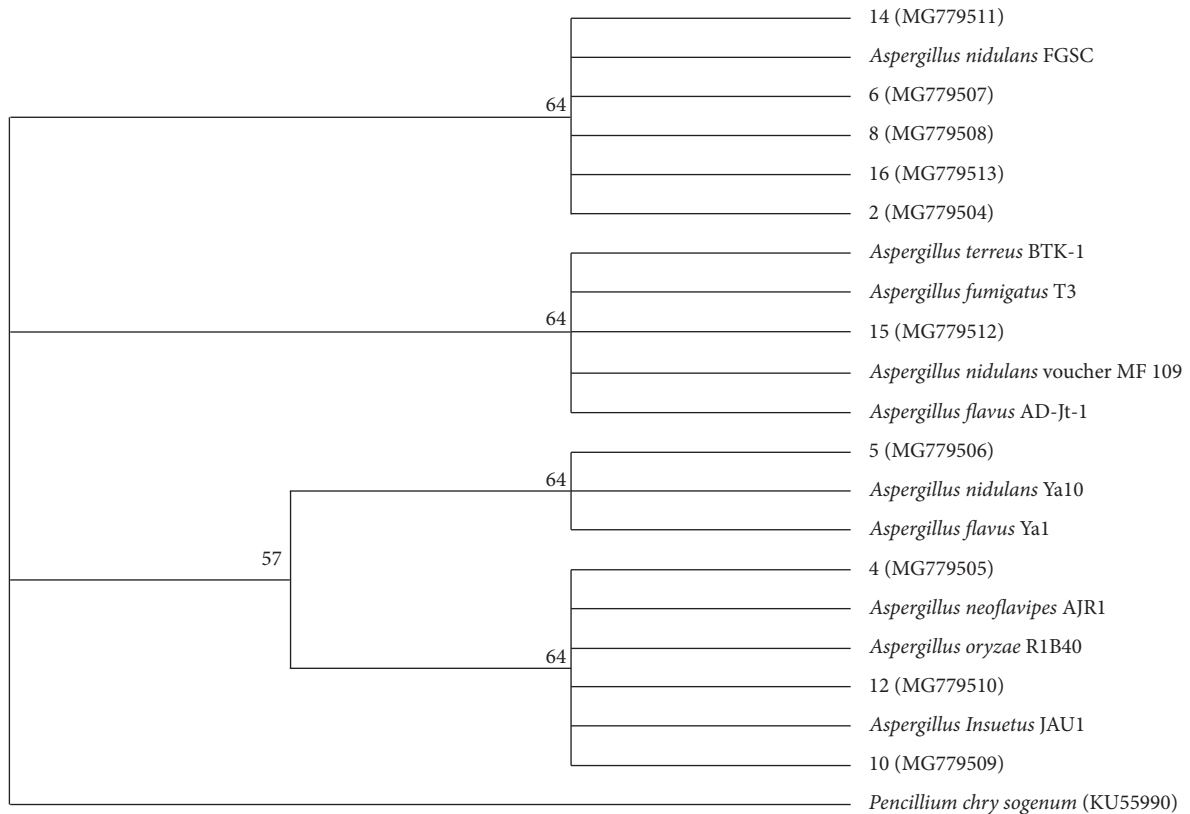 14 (MG779511)
Aspergillus nidulans FGSC
6 (MG779507)
64
8 (MG779508)
16 (MG779513)
2 (MG779504)
Aspergillus terreus BTK-1
Aspergillus fumigatus T3
64
15 (MG779512)
Aspergillus nidulans voucher MF 109
Aspergillus flavus AD-Jt-1
5 (MG779506)
64
Aspergillus nidulans Ya10
Aspergillus flavus Ya1
57
4 (MG779505)
Aspergillus neoflavipes AJR1
Aspergillus oryzae R1B40
64
12 (MG779510)
Aspergillus Insuetus JAU1
10 (MG779509)
Pencillium chry sogenum (KU55990)